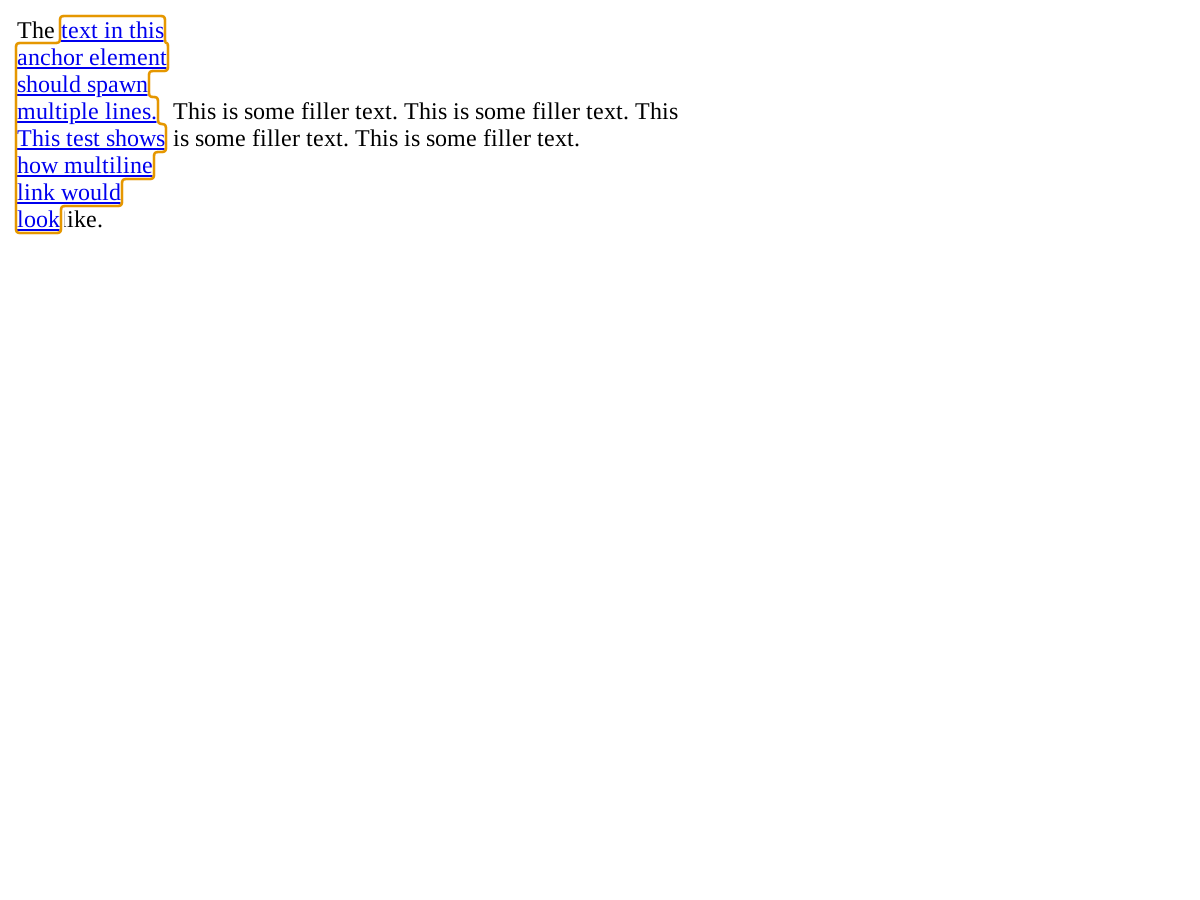 The text in this
anchor element
should spawn
multiple lines.
This test shows
how multiline
link would
look like.
This is some filler text. This is some filler text. This
is some filler text. This is some filler text.